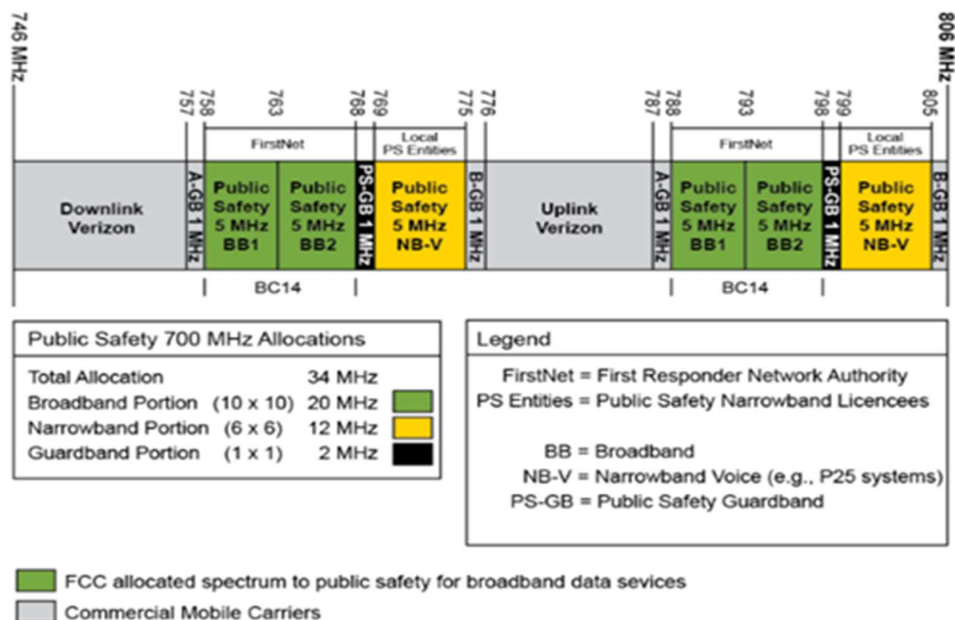 746 MHz
806 MHz
757
758
763
768
769
775
776
787
788
793
798
799
805
FirstNet
Local
PS Entities
FirstNet
Local
PS Entities
Downlink
Verizon
A-GB 1 MHz
Public
Safety
5 MHz
BB1
Public
Safety
5 MHz
BB2
PS-GB 1 MHz
Public
Safety
5 MHz
NB-V
B-GB 1 MHz
Uplink
Verizon
A-GB 1 MHz
Public
Safety
5 MHz
BB1
Public
Safety
5 MHz
BB2
PS-GB 1 MHz
Public
Safety
5 MHz
NB-V
B-GB 1 MHz
BC14
BC14
Public Safety 700 MHz Allocations
Total Allocation 34 MHz
Broadband Portion (10 x 10) 20 MHz
Narrowband Portion (6 x 6) 12 MHz
Guardband Portion (1 x 1) 2 MHz
Legend
FirstNet = First Responder Network Authority
PS Entities = Public Safety Narrowband Licencees
BB = Broadband
NB-V = Narrowband Voice (e.g., P25 systems)
PS-GB = Public Safety Guardband
FCC allocated spectrum to public safety for broadband data sevices
Commercial Mobile Carriers